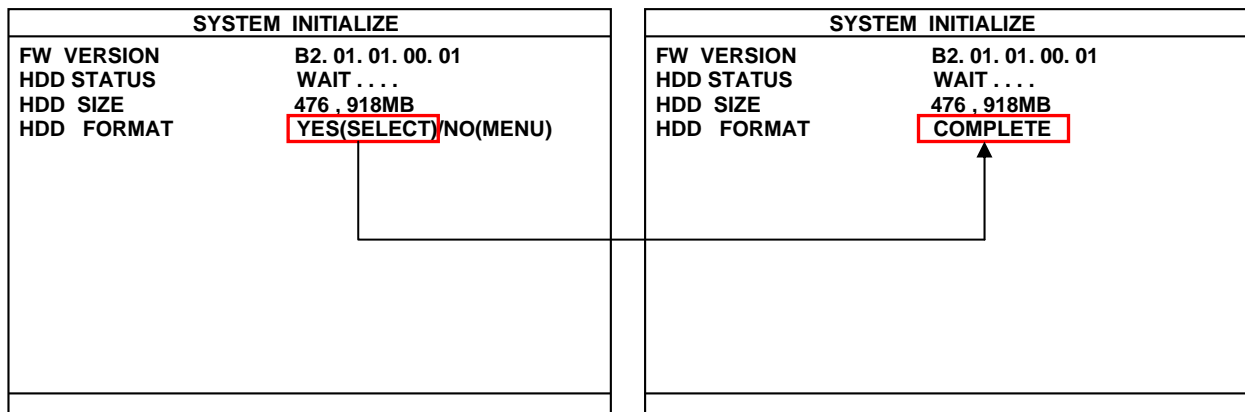 SYSTEM INITIALIZE
FW VERSION B2. 01. 01. 00. 01
HDD STATUS WAIT . . . .
HDD SIZE 476 , 918MB
HDD FORMAT YES(SELECT)/NO(MENU)
SYSTEM INITIALIZE
FW VERSION B2. 01. 01. 00. 01
HDD STATUS WAIT . . . .
HDD SIZE 476 , 918MB
HDD FORMAT COMPLETE